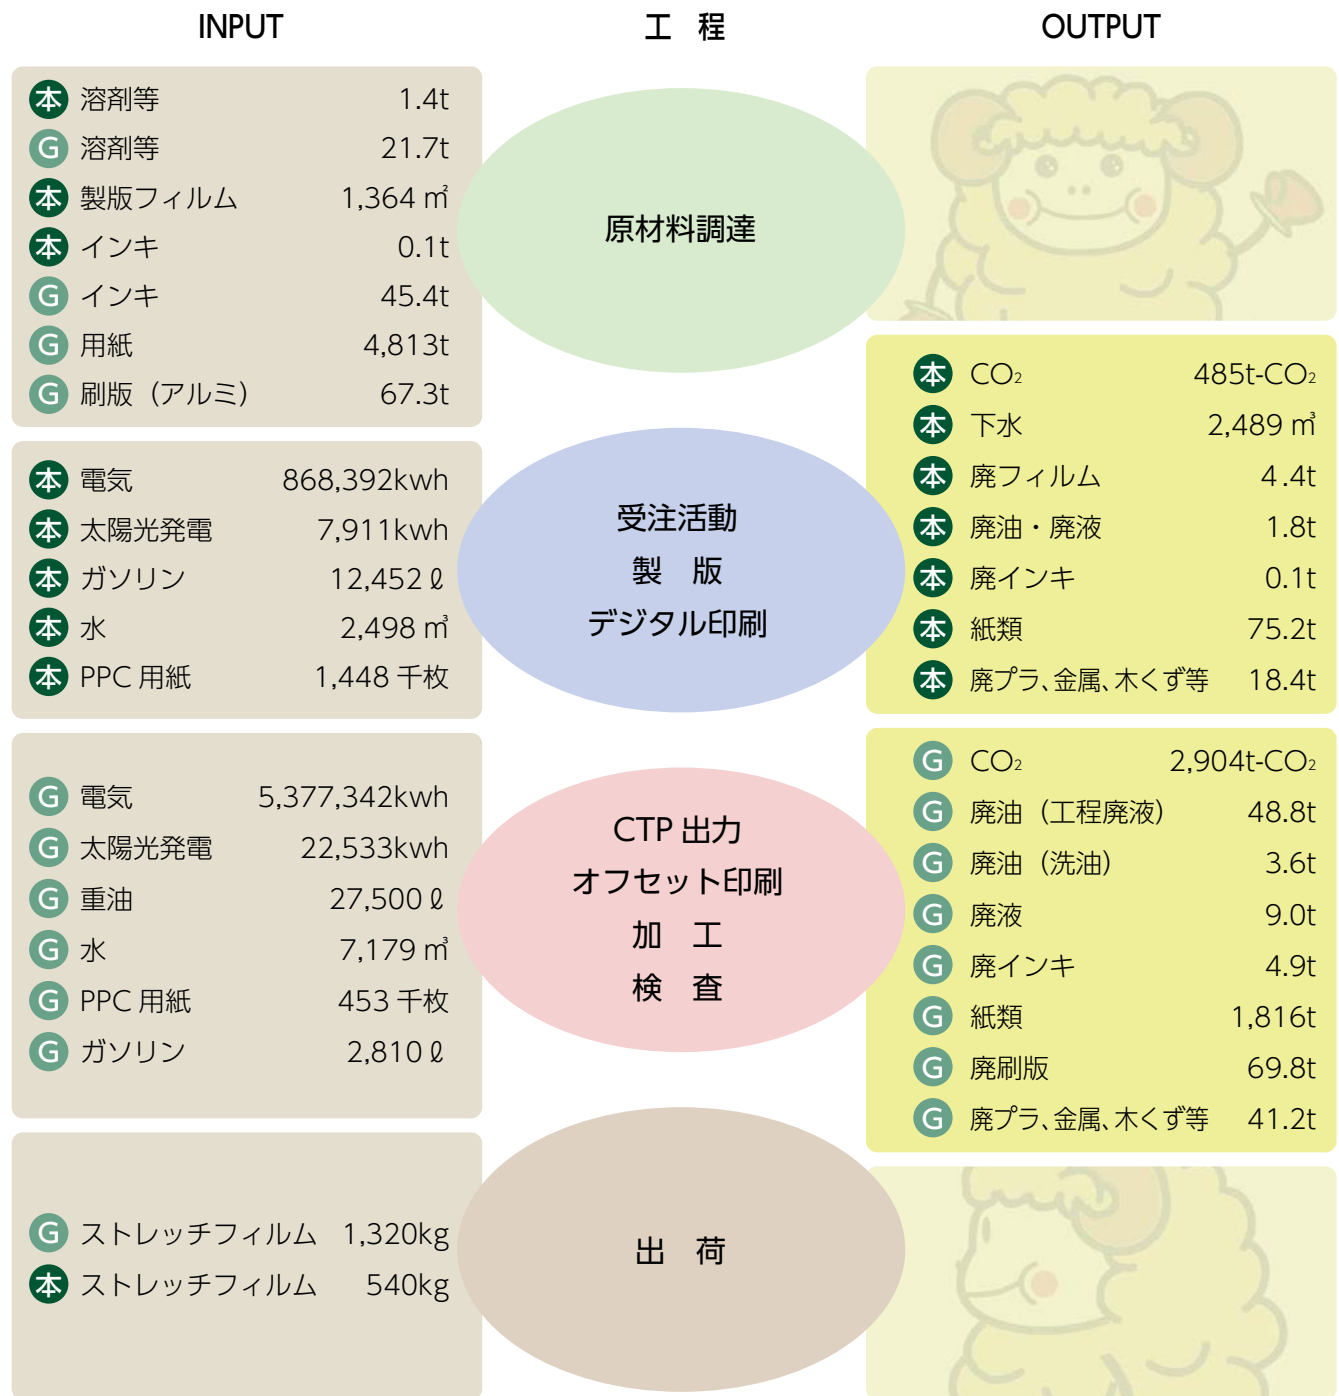 INPUT
工 程
OUTPUT
本 溶剤等 1.4t
G 溶剤等 21.7t
本 製版フィルム 1,364 ㎡
本 インキ 0.1t
G インキ 45.4t
G 用紙 4,813t
G 刷版（アルミ） 67.3t
原材料調達
本 電気 868,392kwh
本 太陽光発電 7,911kwh
本 ガソリン 12,452 ℓ
本 水 2,498 ㎥
本 PPC 用紙 1,448 千枚
受注活動
製 版
デジタル印刷
本 CO₂ 485t-CO₂
本 下水 2,489 ㎥
本 廃フィルム 4.4t
本 廃油・廃液 1.8t
本 廃インキ 0.1t
本 紙類 75.2t
本 廃プラ、金属、木くず等 18.4t
G 電気 5,377,342kwh
G 太陽光発電 22,533kwh
G 重油 27,500 ℓ
G 水 7,179 ㎥
G PPC 用紙 453 千枚
G ガソリン 2,810 ℓ
CTP 出力
オフセット印刷
加 工
検 査
G CO₂ 2,904t-CO₂
G 廃油（工程廃液） 48.8t
G 廃油（洗油） 3.6t
G 廃液 9.0t
G 廃インキ 4.9t
G 紙類 1,816t
G 廃刷版 69.8t
G 廃プラ、金属、木くず等 41.2t
G ストレッチフィルム 1,320kg
本 ストレッチフィルム 540kg
出 荷